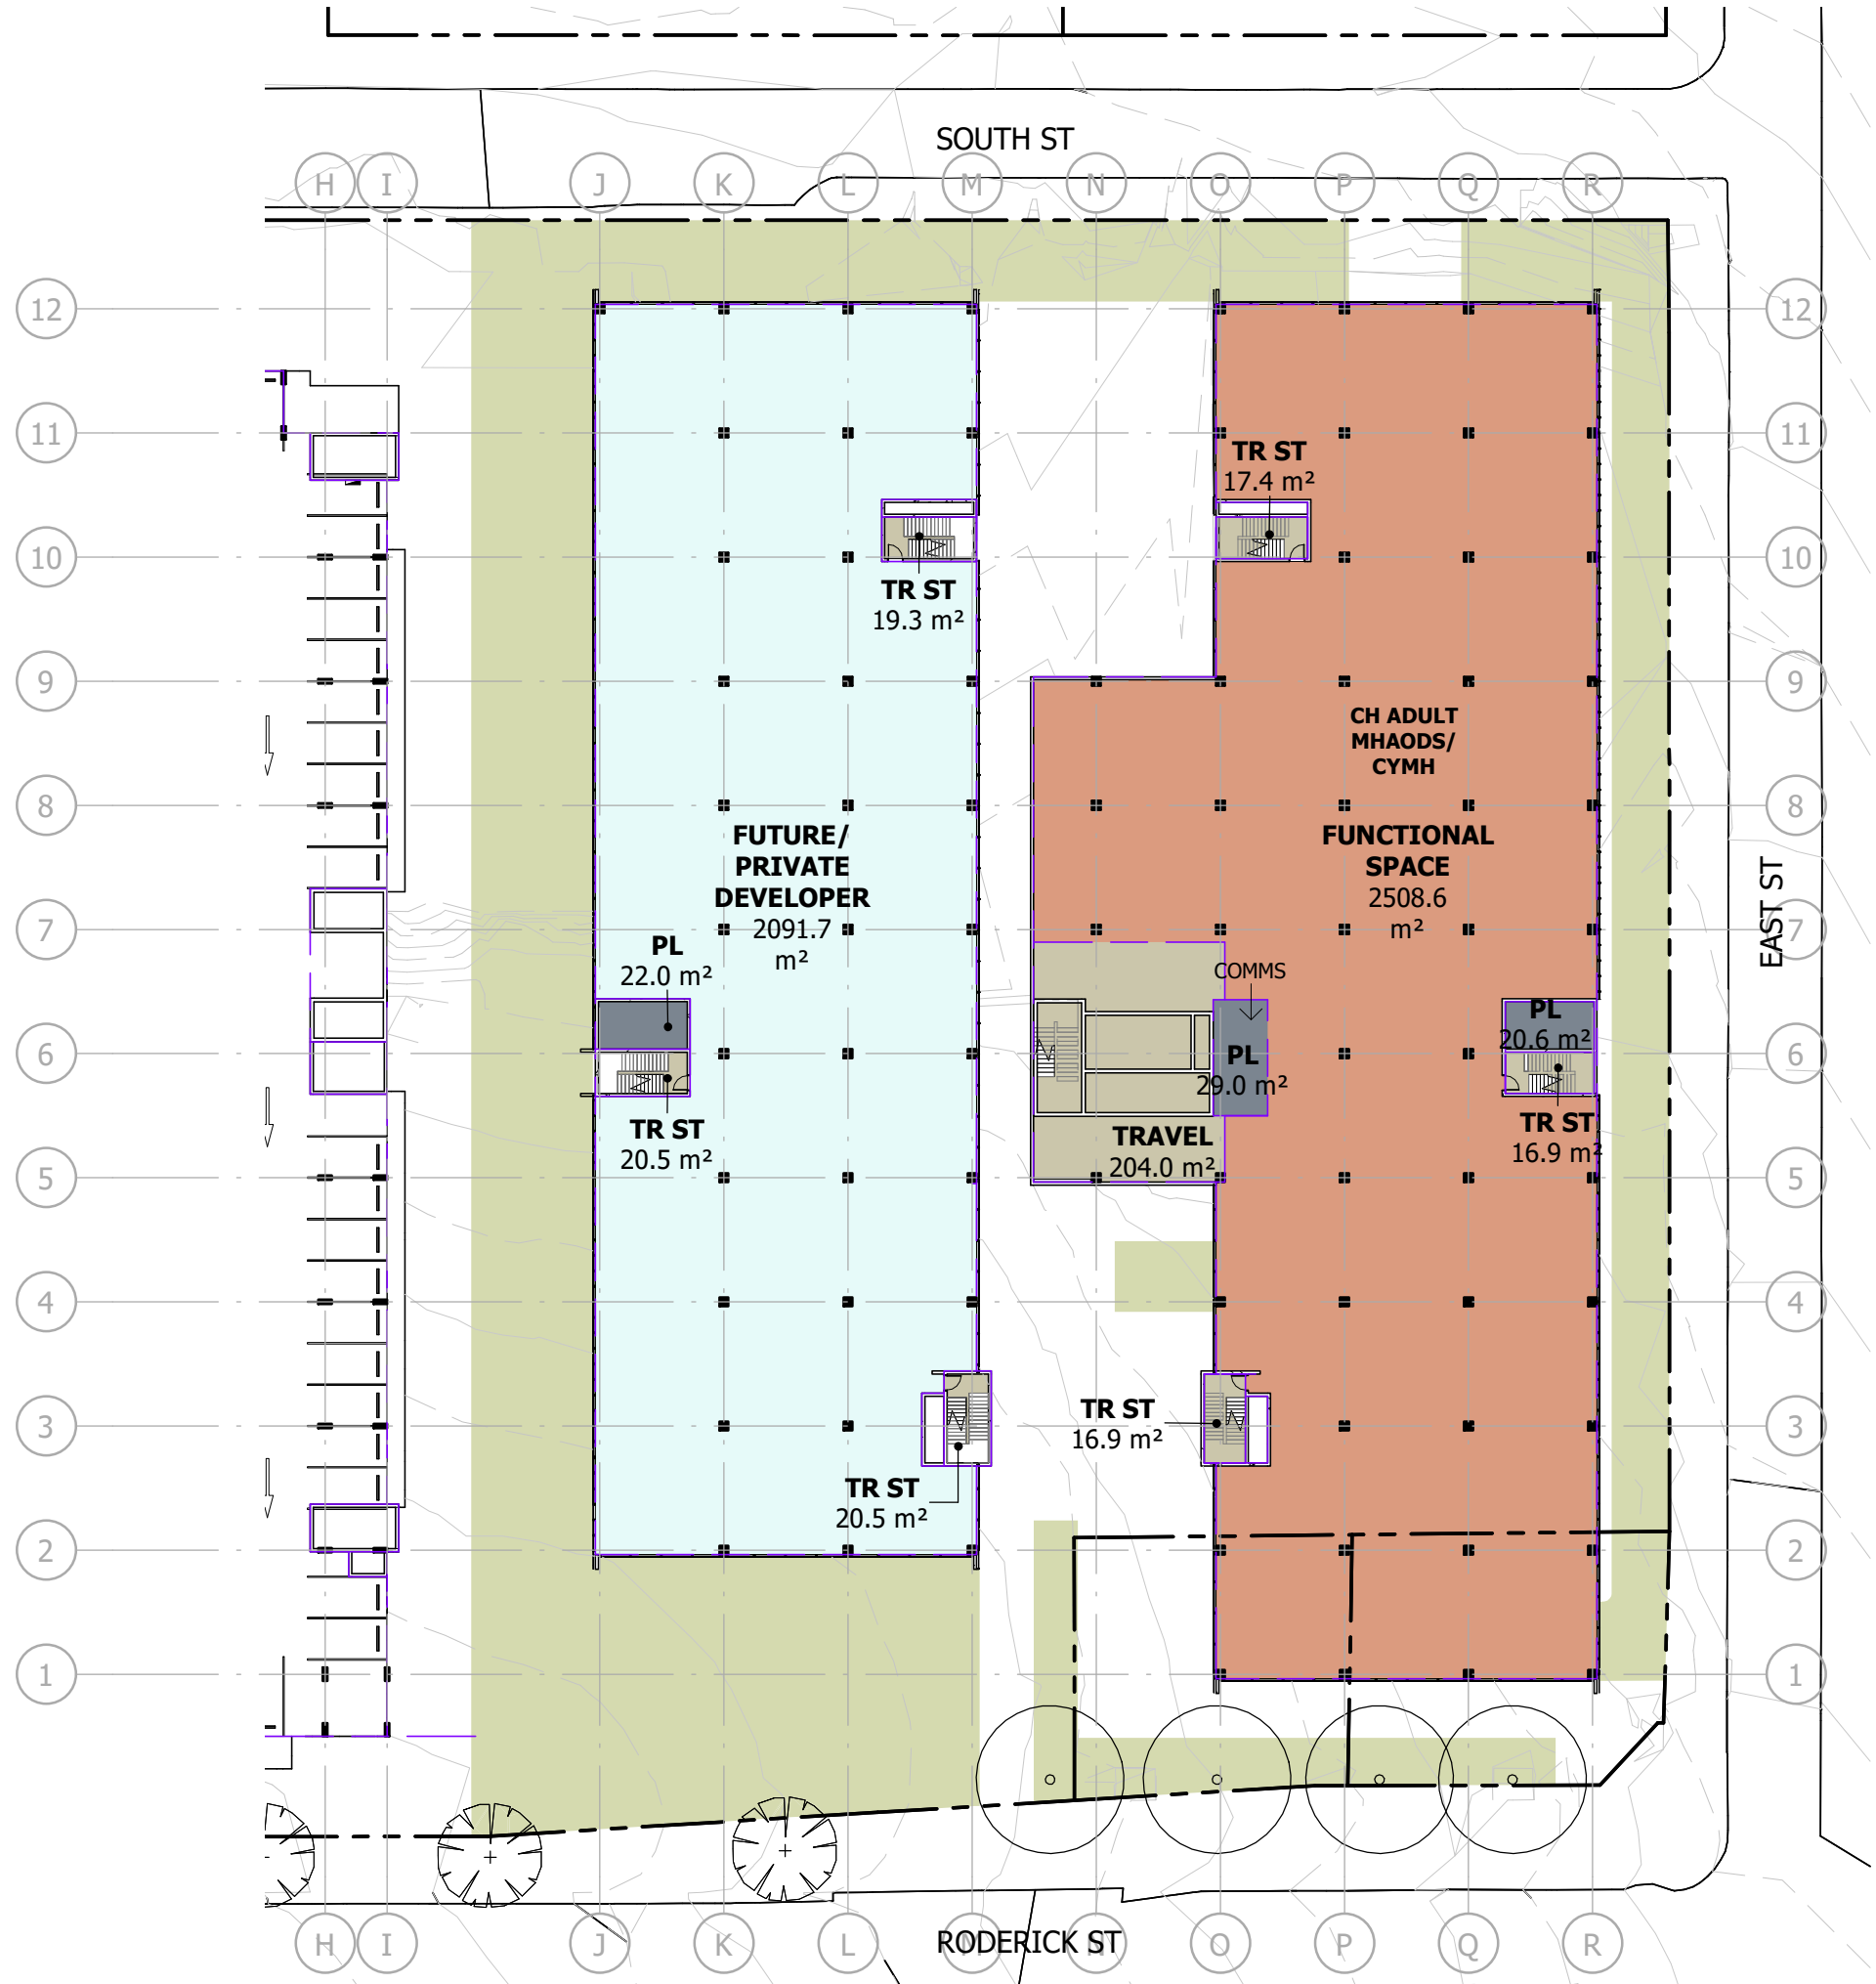 SOUTH ST
H I J K L M N O P Q R
12 12
11 11
TR ST
17.4 m²
10 10
TR ST
19.3 m²
9 9
CH ADULT
MHAODS/
CYMH
8 8
FUTURE/
PRIVATE
DEVELOPER
2091.7
m²
FUNCTIONAL
SPACE
2508.6
m²
EAST ST
7 7
PL
22.0 m²
COMMS
PL
20.6 m²
6 6
PL
29.0 m²
TR ST
20.5 m²
TRAVEL
204.0 m²
TR ST
16.9 m²
5 5
4 4
3 3
TR ST
16.9 m²
TR ST
20.5 m²
2 2
1 1
H I J K L M N O P Q R
RODERICK ST